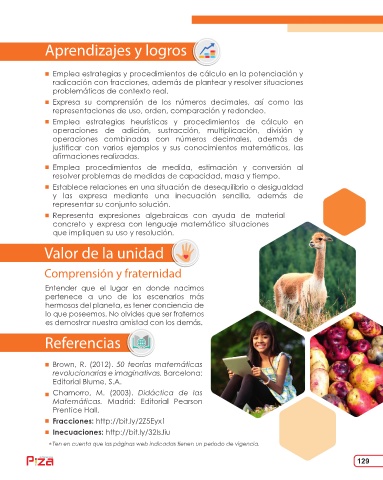 Aprendizajes y logros
Emplea estrategias y procedimientos de cálculo en la potenciación y
radicación con fracciones, además de plantear y resolver situaciones
problemáticas de contexto real.
Expresa su comprensión de los números decimales, así como las
representaciones de uso, orden, comparación y redondeo.
Emplea estrategias heurísticas y procedimientos de cálculo en
operaciones de adición, sustracción, multiplicación, división y
operaciones combinadas con números decimales, además de
justificar con varios ejemplos y sus conocimientos matemáticos, las
afirmaciones realizadas.
Emplea procedimientos de medida, estimación y conversión al
resolver problemas de medidas de capacidad, masa y tiempo.
Establece relaciones en una situación de desequilibrio o desigualdad
y las expresa mediante una inecuación sencilla, además de
representar su conjunto solución.
Representa expresiones algebraicas con ayuda de material
concreto y expresa con lenguaje matemático situaciones
que impliquen su uso y resolución.
Valor de la unidad
Comprensión y fraternidad
Entender que el lugar en donde nacimos
pertenece a uno de los escenarios más
hermosos del planeta, es tener conciencia de
lo que poseemos. No olvides que ser fraternos
es demostrar nuestra amistad con los demás.
Referencias
Brown, R. (2012). 50 teorías matemáticas
revolucionarias e imaginativas. Barcelona:
Editorial Blume, S.A.
Chamorro, M. (2003). Didáctica de las
Matemáticas. Madrid: Editorial Pearson
Prentice Hall.
Fracciones: http://bit.ly/2Z5Eyx1
Inecuaciones: http://bit.ly/32IsJiu
*Ten en cuenta que las páginas web indicadas tienen un periodo de vigencia.
129